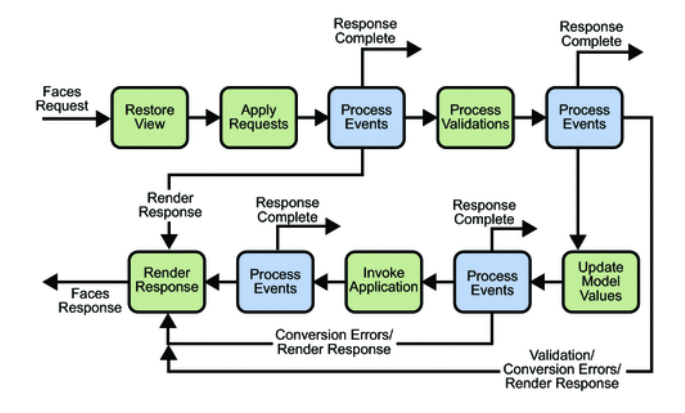 Response
Complete
Response
Complete
Faces
Request
Restore
View
Apply
Requests
Process
Events
Process
Validations
Process
Events
Render
Response
Response
Complete
Response
Complete
Render
Response
Process
Events
Invoke
Application
Process
Events
Update
Model
Values
Faces
Response
Conversion Errors/
Render Response
Validation/
Conversion Errors/
Render Response